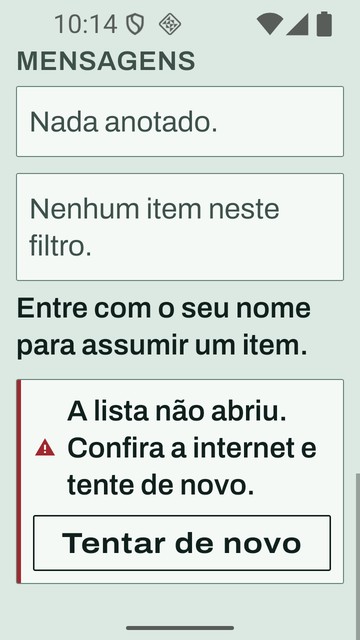 10:14
MENSAGENS
Nada anotado.
Nenhum item neste
filtro.
Entre com o seu nome
para assumir um item.
A lista não abriu.
Confira a internet e
tente de novo.
Tentar de novo